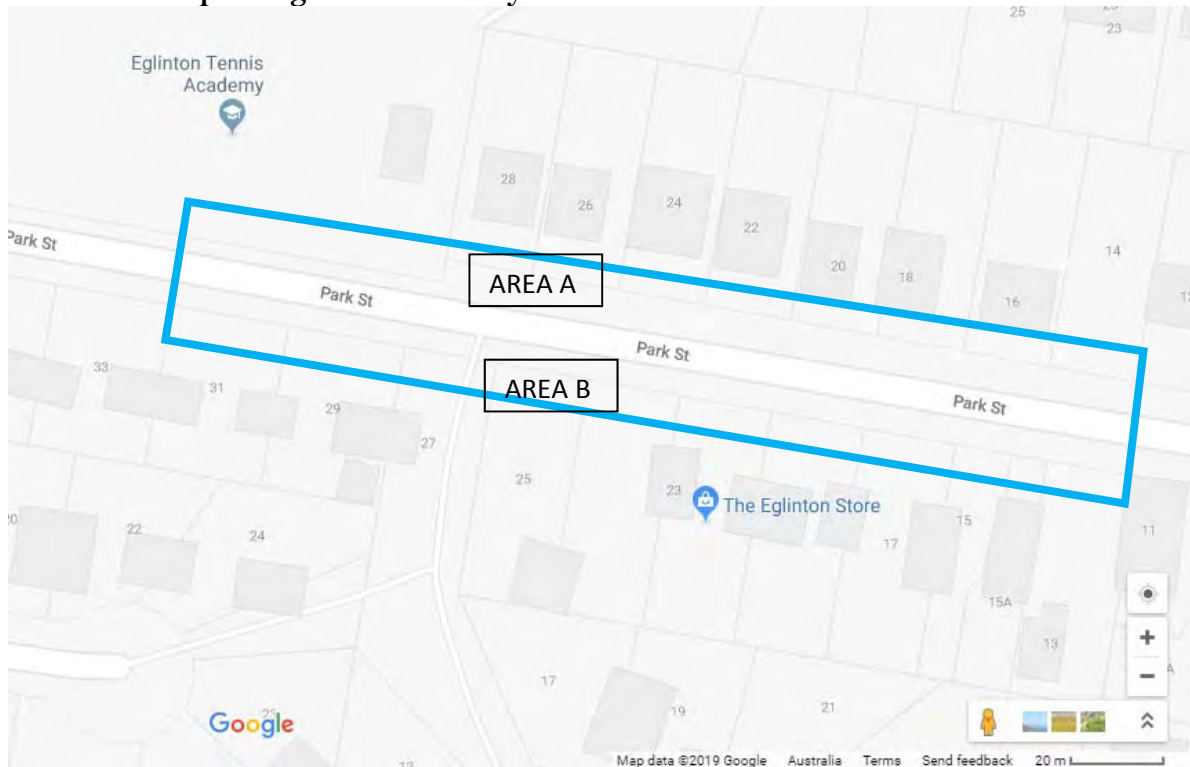 Eglinton Tennis
Academy
25
23
28
26
24
22
20
18
16
14
Park St
Park St
AREA A
Park St
Park St
AREA B
33
31
29
27
25
23
The Eglinton Store
17
15
11
15A
13
22
24
17
19
21
Google
Map data ©2019 Google Australia Terms Send feedback 20 m